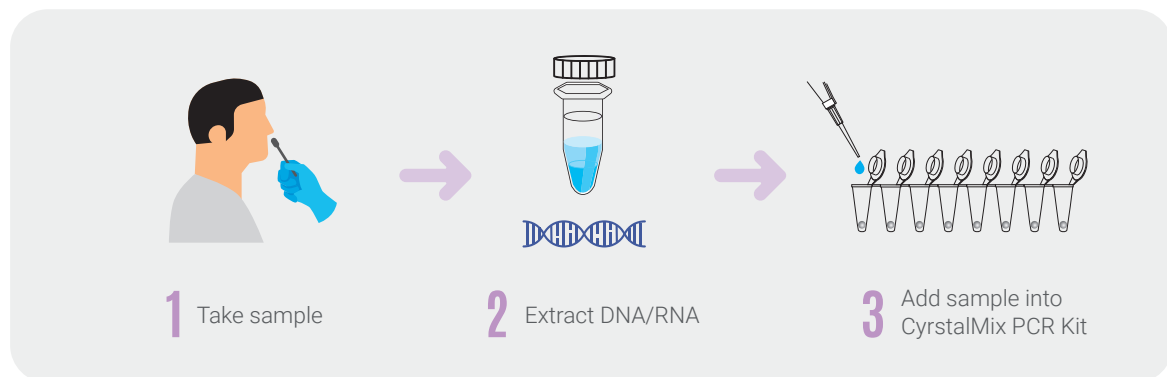 1 Take sample
2 Extract DNA/RNA
3 Add sample into
CyrstalMix PCR Kit